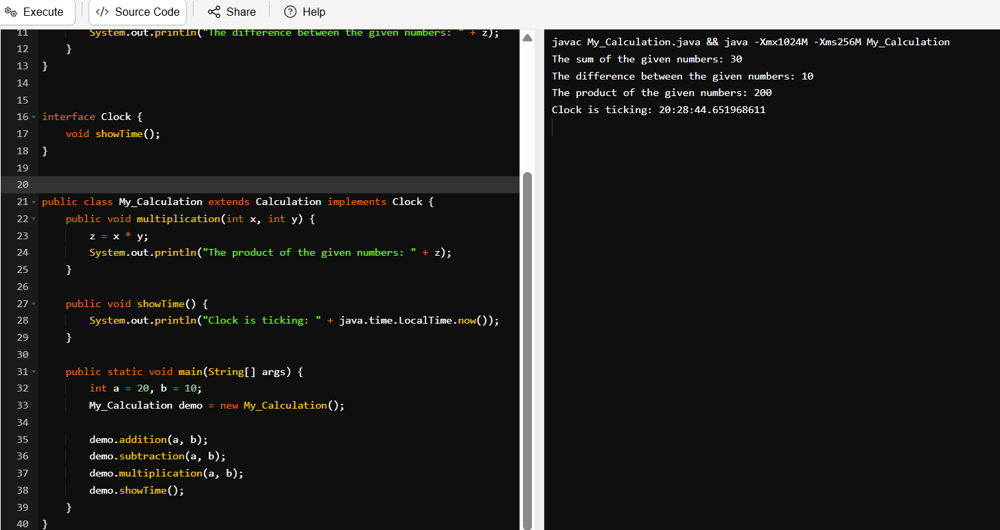 Execute
</> Source Code
Share
Help
11 System.out.println("The difference between the given numbers: " + z);
12 }
13 }
14
15
16 interface Clock {
17 void showTime();
18 }
19
20
21 public class My_Calculation extends Calculation implements Clock {
22 public void multiplication(int x, int y) {
23 z = x * y;
24 System.out.println("The product of the given numbers: " + z);
25 }
26
27 public void showTime() {
28 System.out.println("Clock is ticking: " + java.time.LocalTime.now());
29 }
30
31 public static void main(String[] args) {
32 int a = 20, b = 10;
33 My_Calculation demo = new My_Calculation();
34
35 demo.addition(a, b);
36 demo.subtraction(a, b);
37 demo.multiplication(a, b);
38 demo.showTime();
39 }
40 }
javac My_Calculation.java && java -Xmx1024M -Xms256M My_Calculation
The sum of the given numbers: 30
The difference between the given numbers: 10
The product of the given numbers: 200
Clock is ticking: 20:28:44.651968611